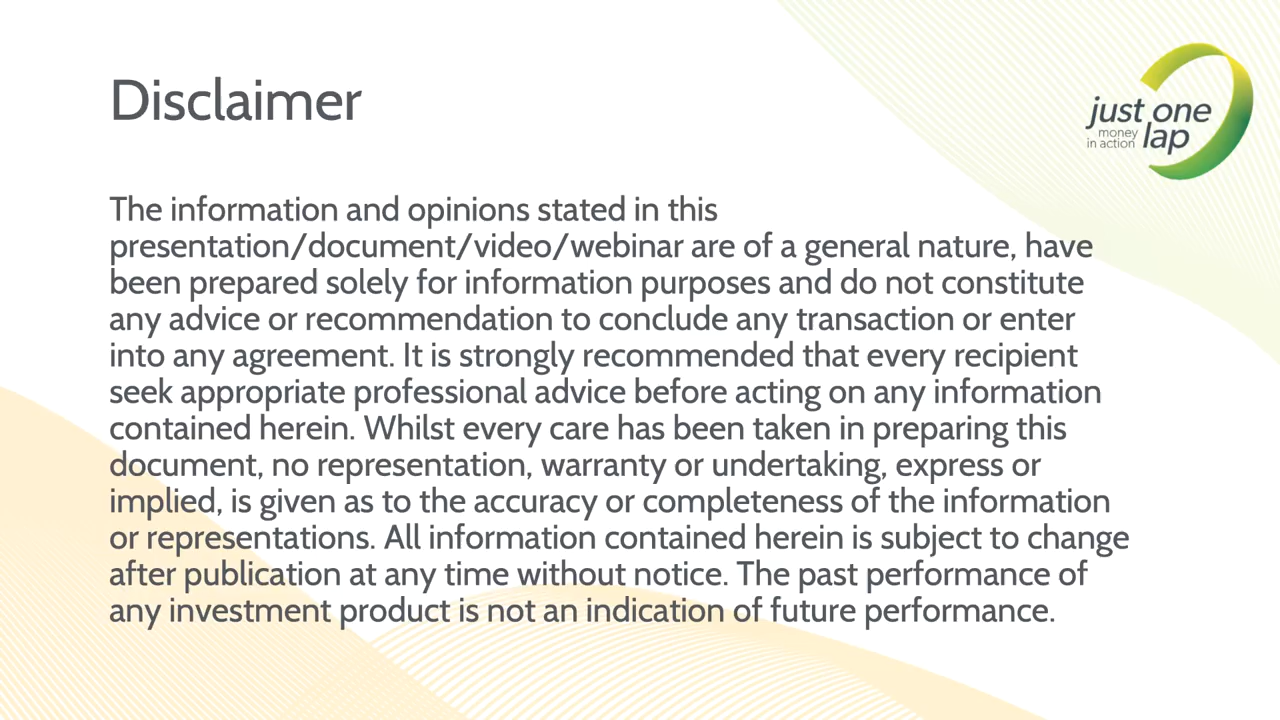 Disclaimer
just one
money
in action
lap
The information and opinions stated in this
presentation/document/video/webinar are of a general nature, have
been prepared solely for information purposes and do not constitute
any advice or recommendation to conclude any transaction or enter
into any agreement. It is strongly recommended that every recipient
seek appropriate professional advice before acting on any information
contained herein. Whilst every care has been taken in preparing this
document, no representation, warranty or undertaking, express or
implied, is given as to the accuracy or completeness of the information
or representations. All information contained herein is subject to change
after publication at any time without notice. The past performance of
any investment product is not an indication of future performance.